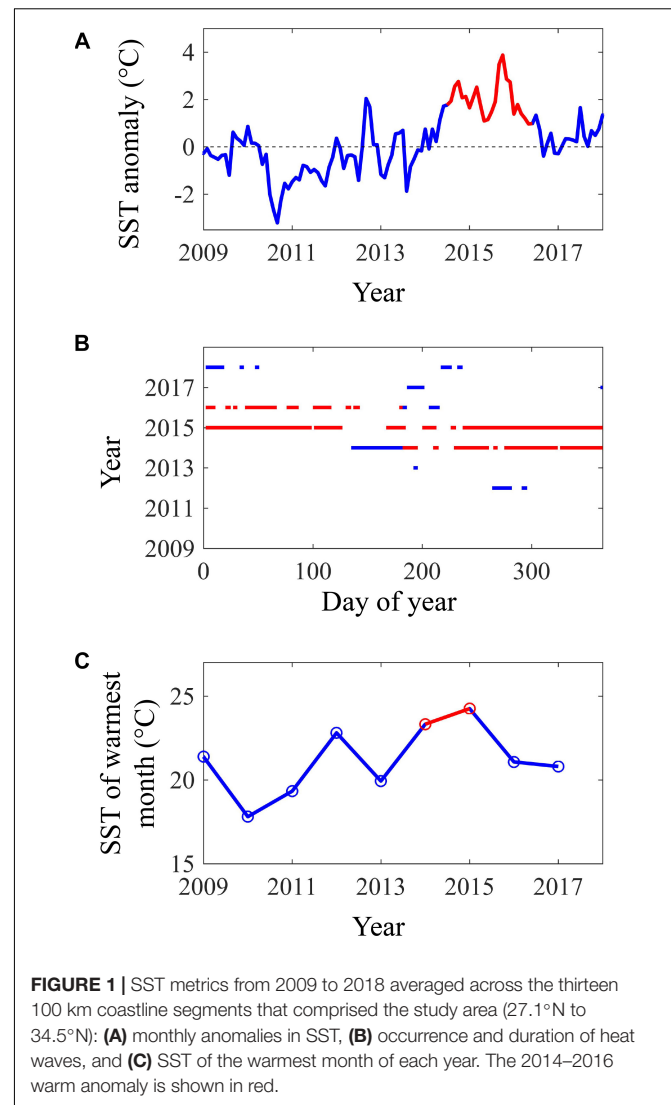 A
SST anomaly (°C)
4
2
0
-2
2009 2011 2013 2015 2017
Year
B
Year
2017
2015
2013
2011
2009
0 100 200 300
Day of year
C
SST of warmest
month (°C)
25
20
15
2009 2011 2013 2015 2017
Year
FIGURE 1 | SST metrics from 2009 to 2018 averaged across the thirteen
100 km coastline segments that comprised the study area (27.1°N to
34.5°N): (A) monthly anomalies in SST, (B) occurrence and duration of heat
waves, and (C) SST of the warmest month of each year. The 2014–2016
warm anomaly is shown in red.